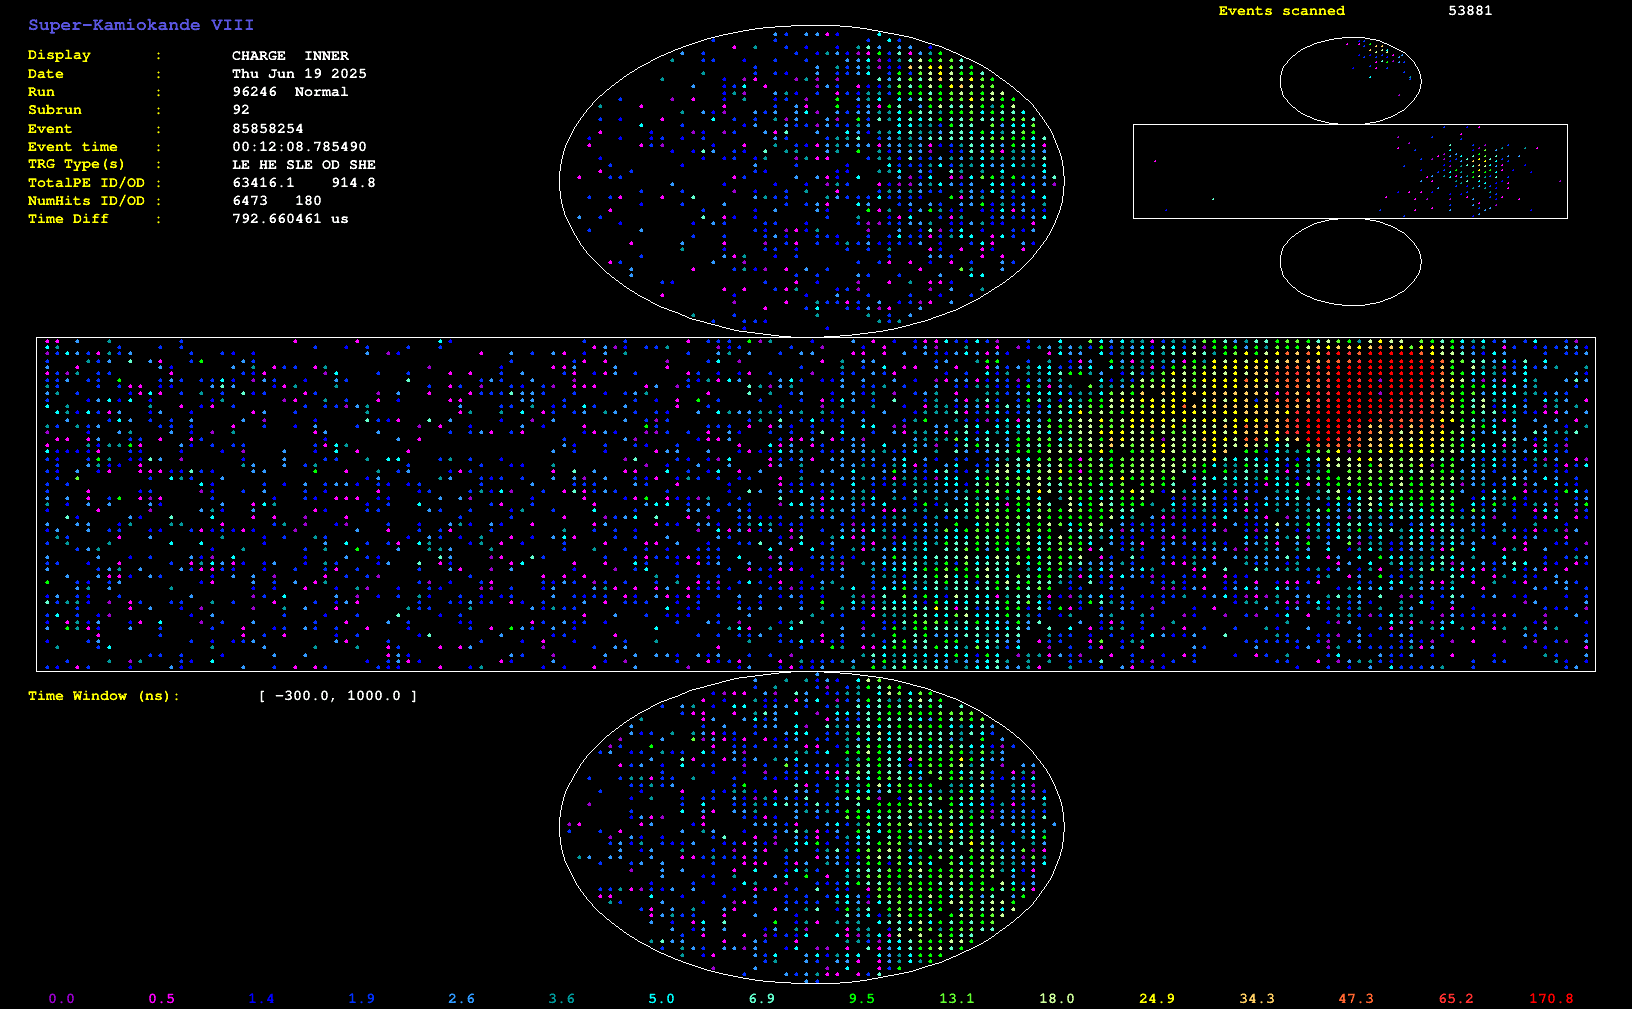 Super-Kamiokande VIII
Events scanned 53881
Display : CHARGE INNER
Date : Thu Jun 19 2025
Run : 96246 Normal
Subrun : 92
Event : 85858254
Event time : 00:12:08.785490
TRG Type(s) : LE HE SLE OD SHE
TotalPE ID/OD : 63416.1 914.8
NumHits ID/OD : 6473 180
Time Diff : 792.660461 us
Time Window (ns): [ -300.0, 1000.0 ]
0.0 0.5 1.4 1.9 2.6 3.6 5.0 6.9 9.5 13.1 18.0 24.9 34.3 47.3 65.2 170.8